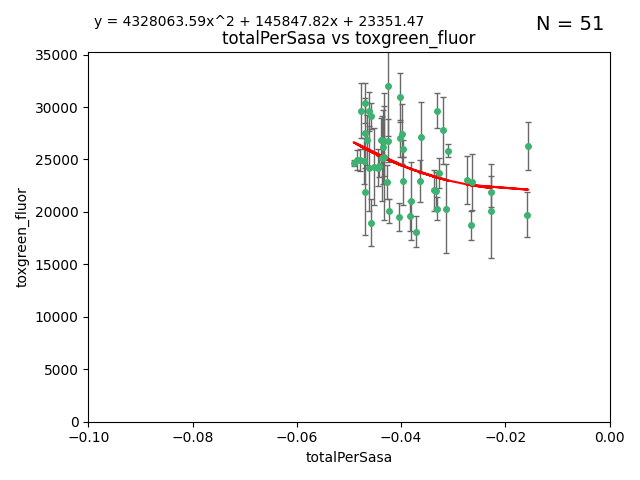 y = 4328063.59x^2 + 145847.82x + 23351.47
N = 51
totalPerSasa vs toxgreen_fluor
35000
30000
25000
20000
15000
10000
5000
0
toxgreen_fluor
−0.10
−0.08
−0.06
−0.04
−0.02
0.00
totalPerSasa